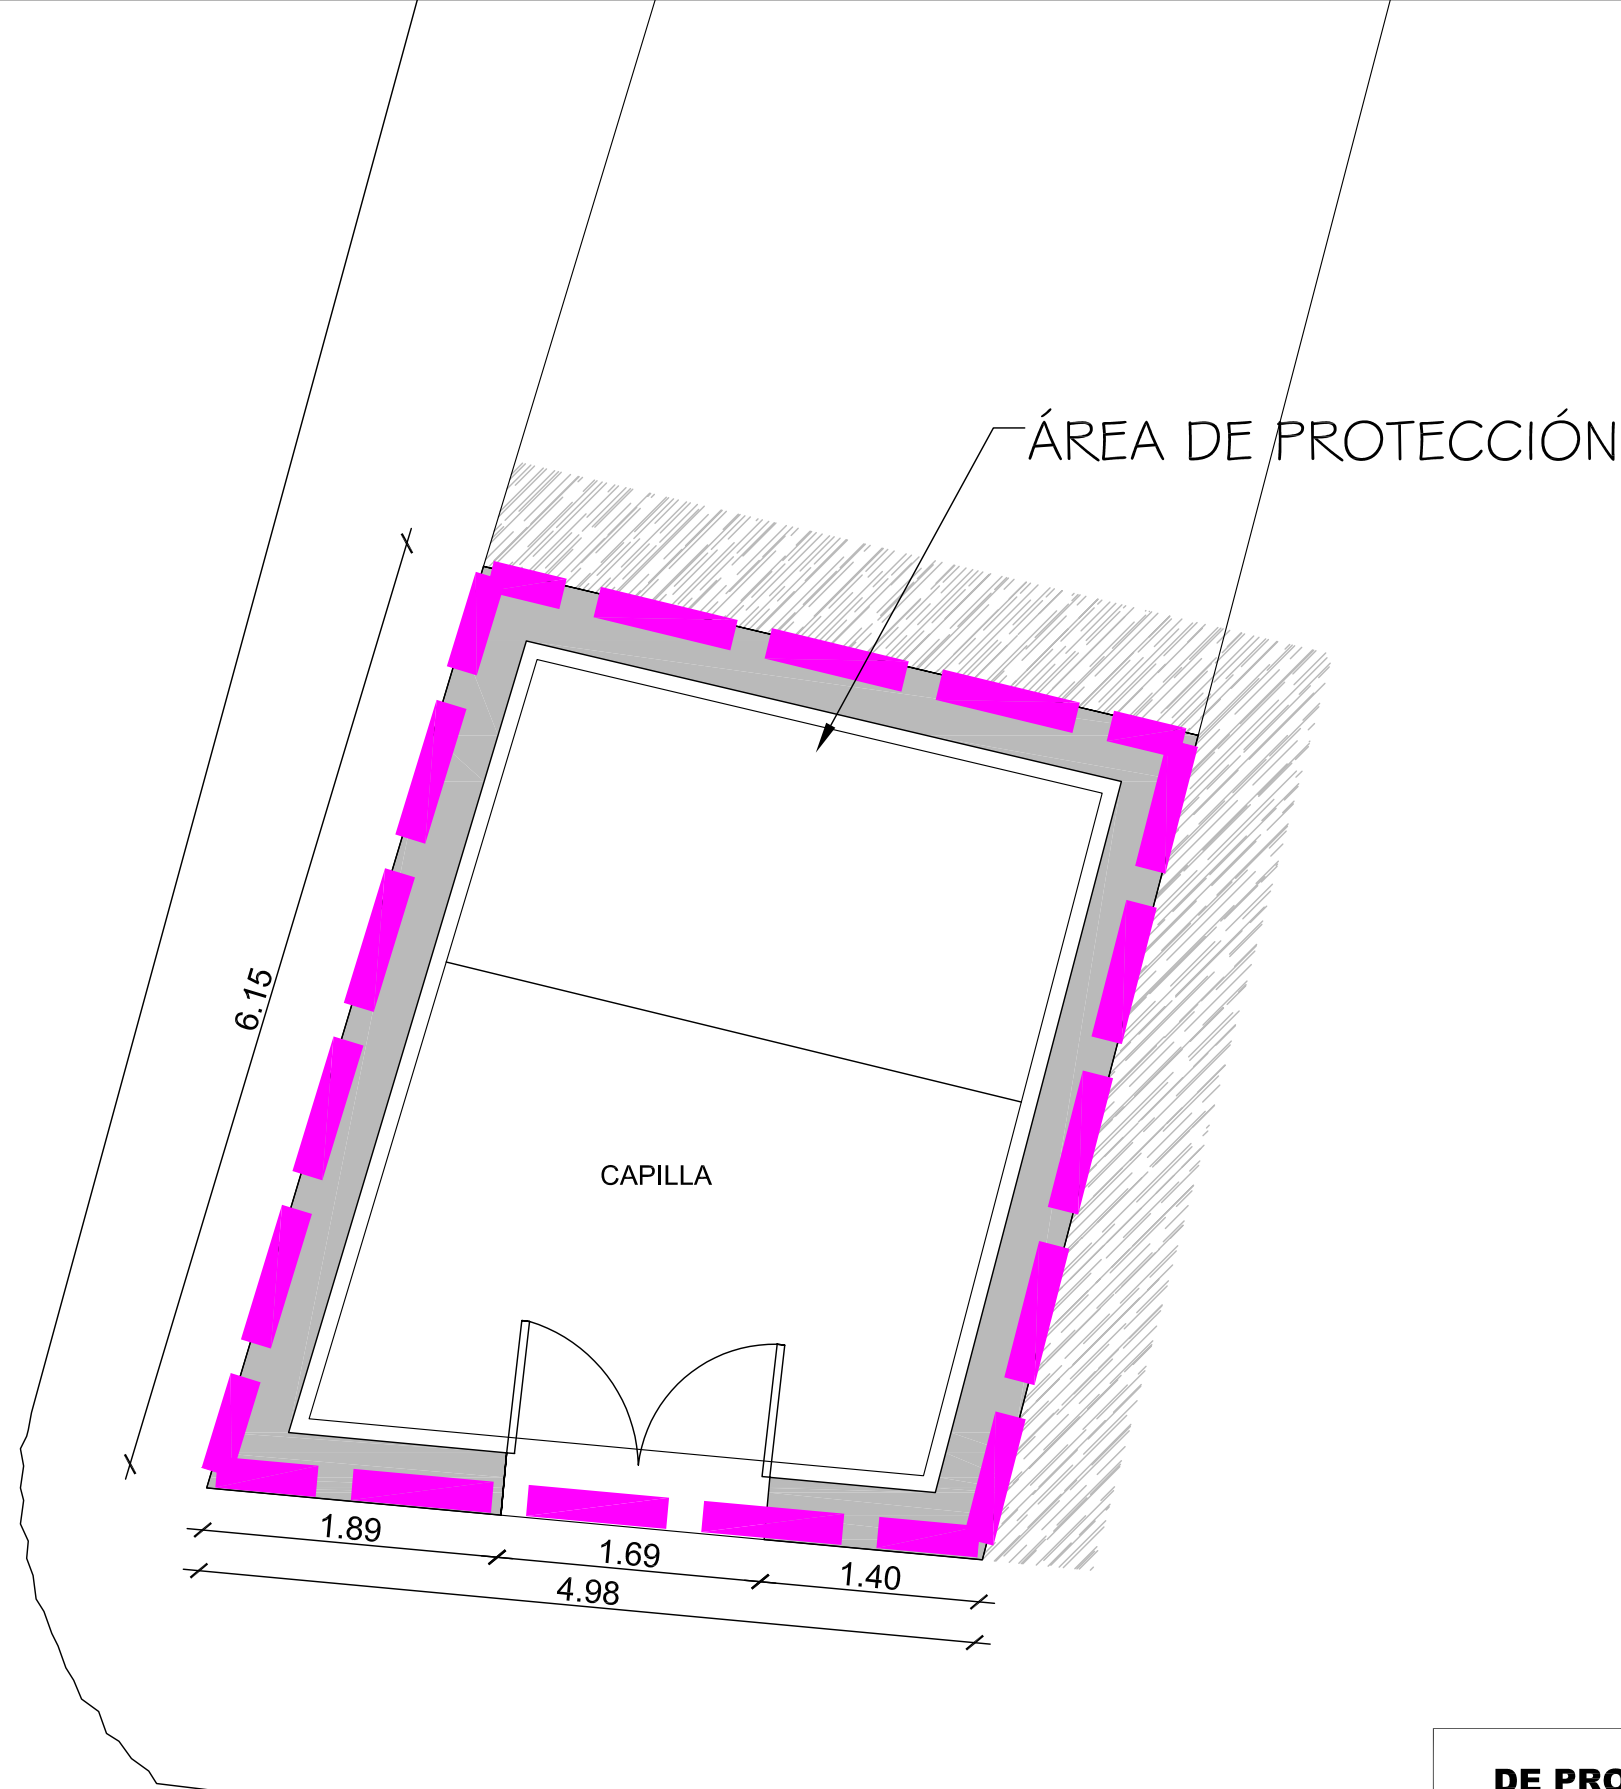 ÁREA DE PROTECCIÓN
6.15
CAPILLA
1.89
1.69
1.40
4.98
DE PRO